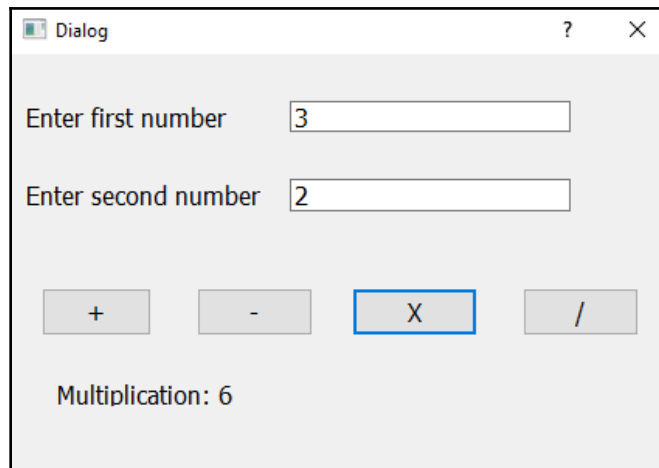 Dialog ?
Enter first number 3
Enter second number 2
+ - X /
Multiplication: 6